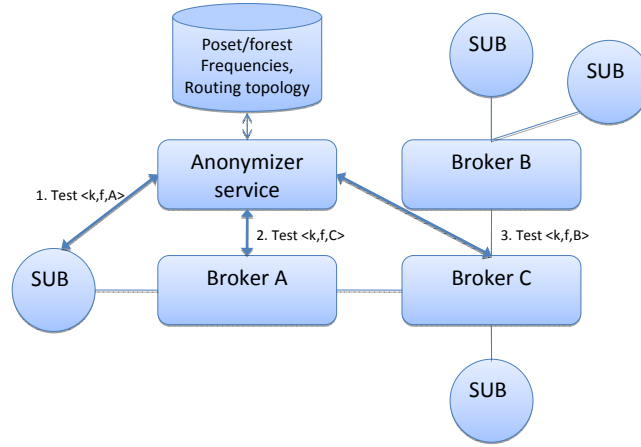 Poset/forest
Frequencies,
Routing topology
SUB
SUB
Anonymizer
service
Broker B
1. Test <k,f,A>
2. Test <k,f,C>
3. Test <k,f,B>
SUB
Broker A
Broker C
SUB